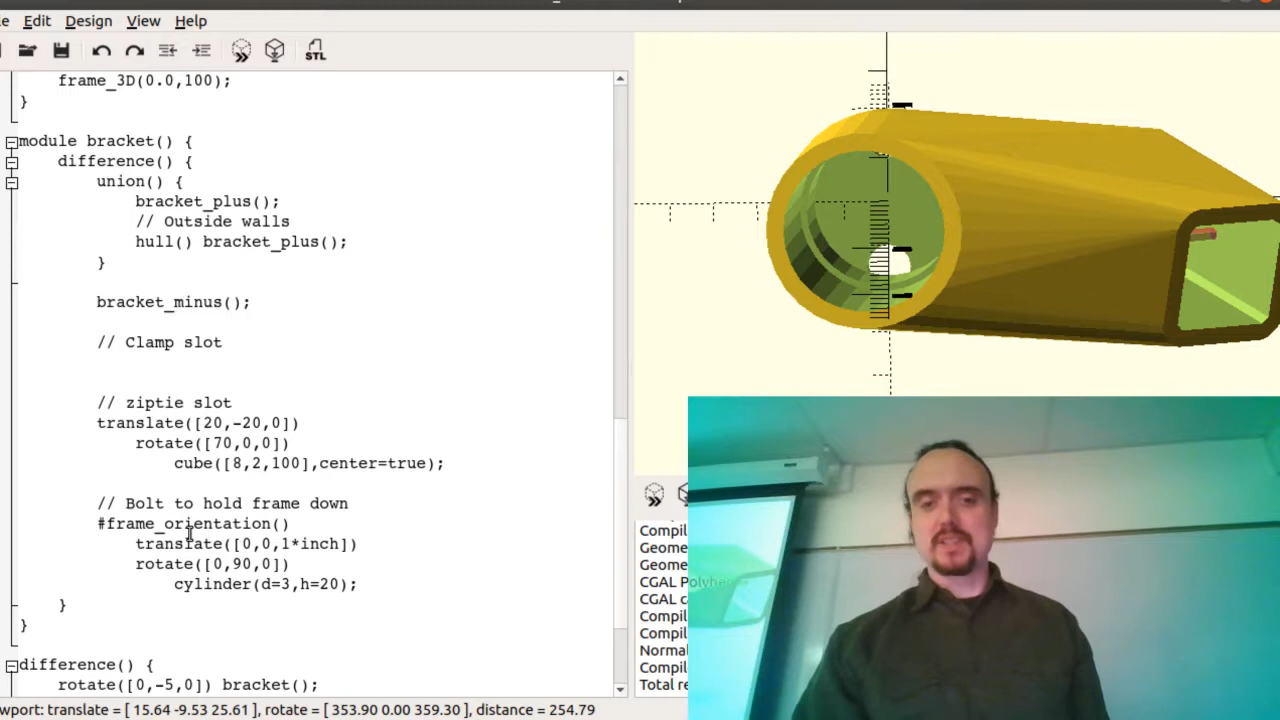 Edit Design View Help
STL
frame_3D(0.0,100);
}
module bracket() {
difference() {
union() {
bracket_plus();
// Outside walls
hull() bracket_plus();
}
bracket_minus();
// Clamp slot
// ziptie slot
translate([20,-20,0])
rotate([70,0,0])
cube([8,2,100],center=true);
// Bolt to hold frame down
#frame_orientation()
translate([0,0,1*inch])
rotate([0,90,0])
cylinder(d=3,h=20);
}
}
difference() {
rotate([0,-5,0]) bracket();
wport: translate = [ 15.64 -9.53 25.61 ], rotate = [ 353.90 0.00 359.30 ], distance = 254.79
Compil
Geome
Geome
CGAL Polyhe
CGAL c
Compil
Compil
Normal
Compil
Total re